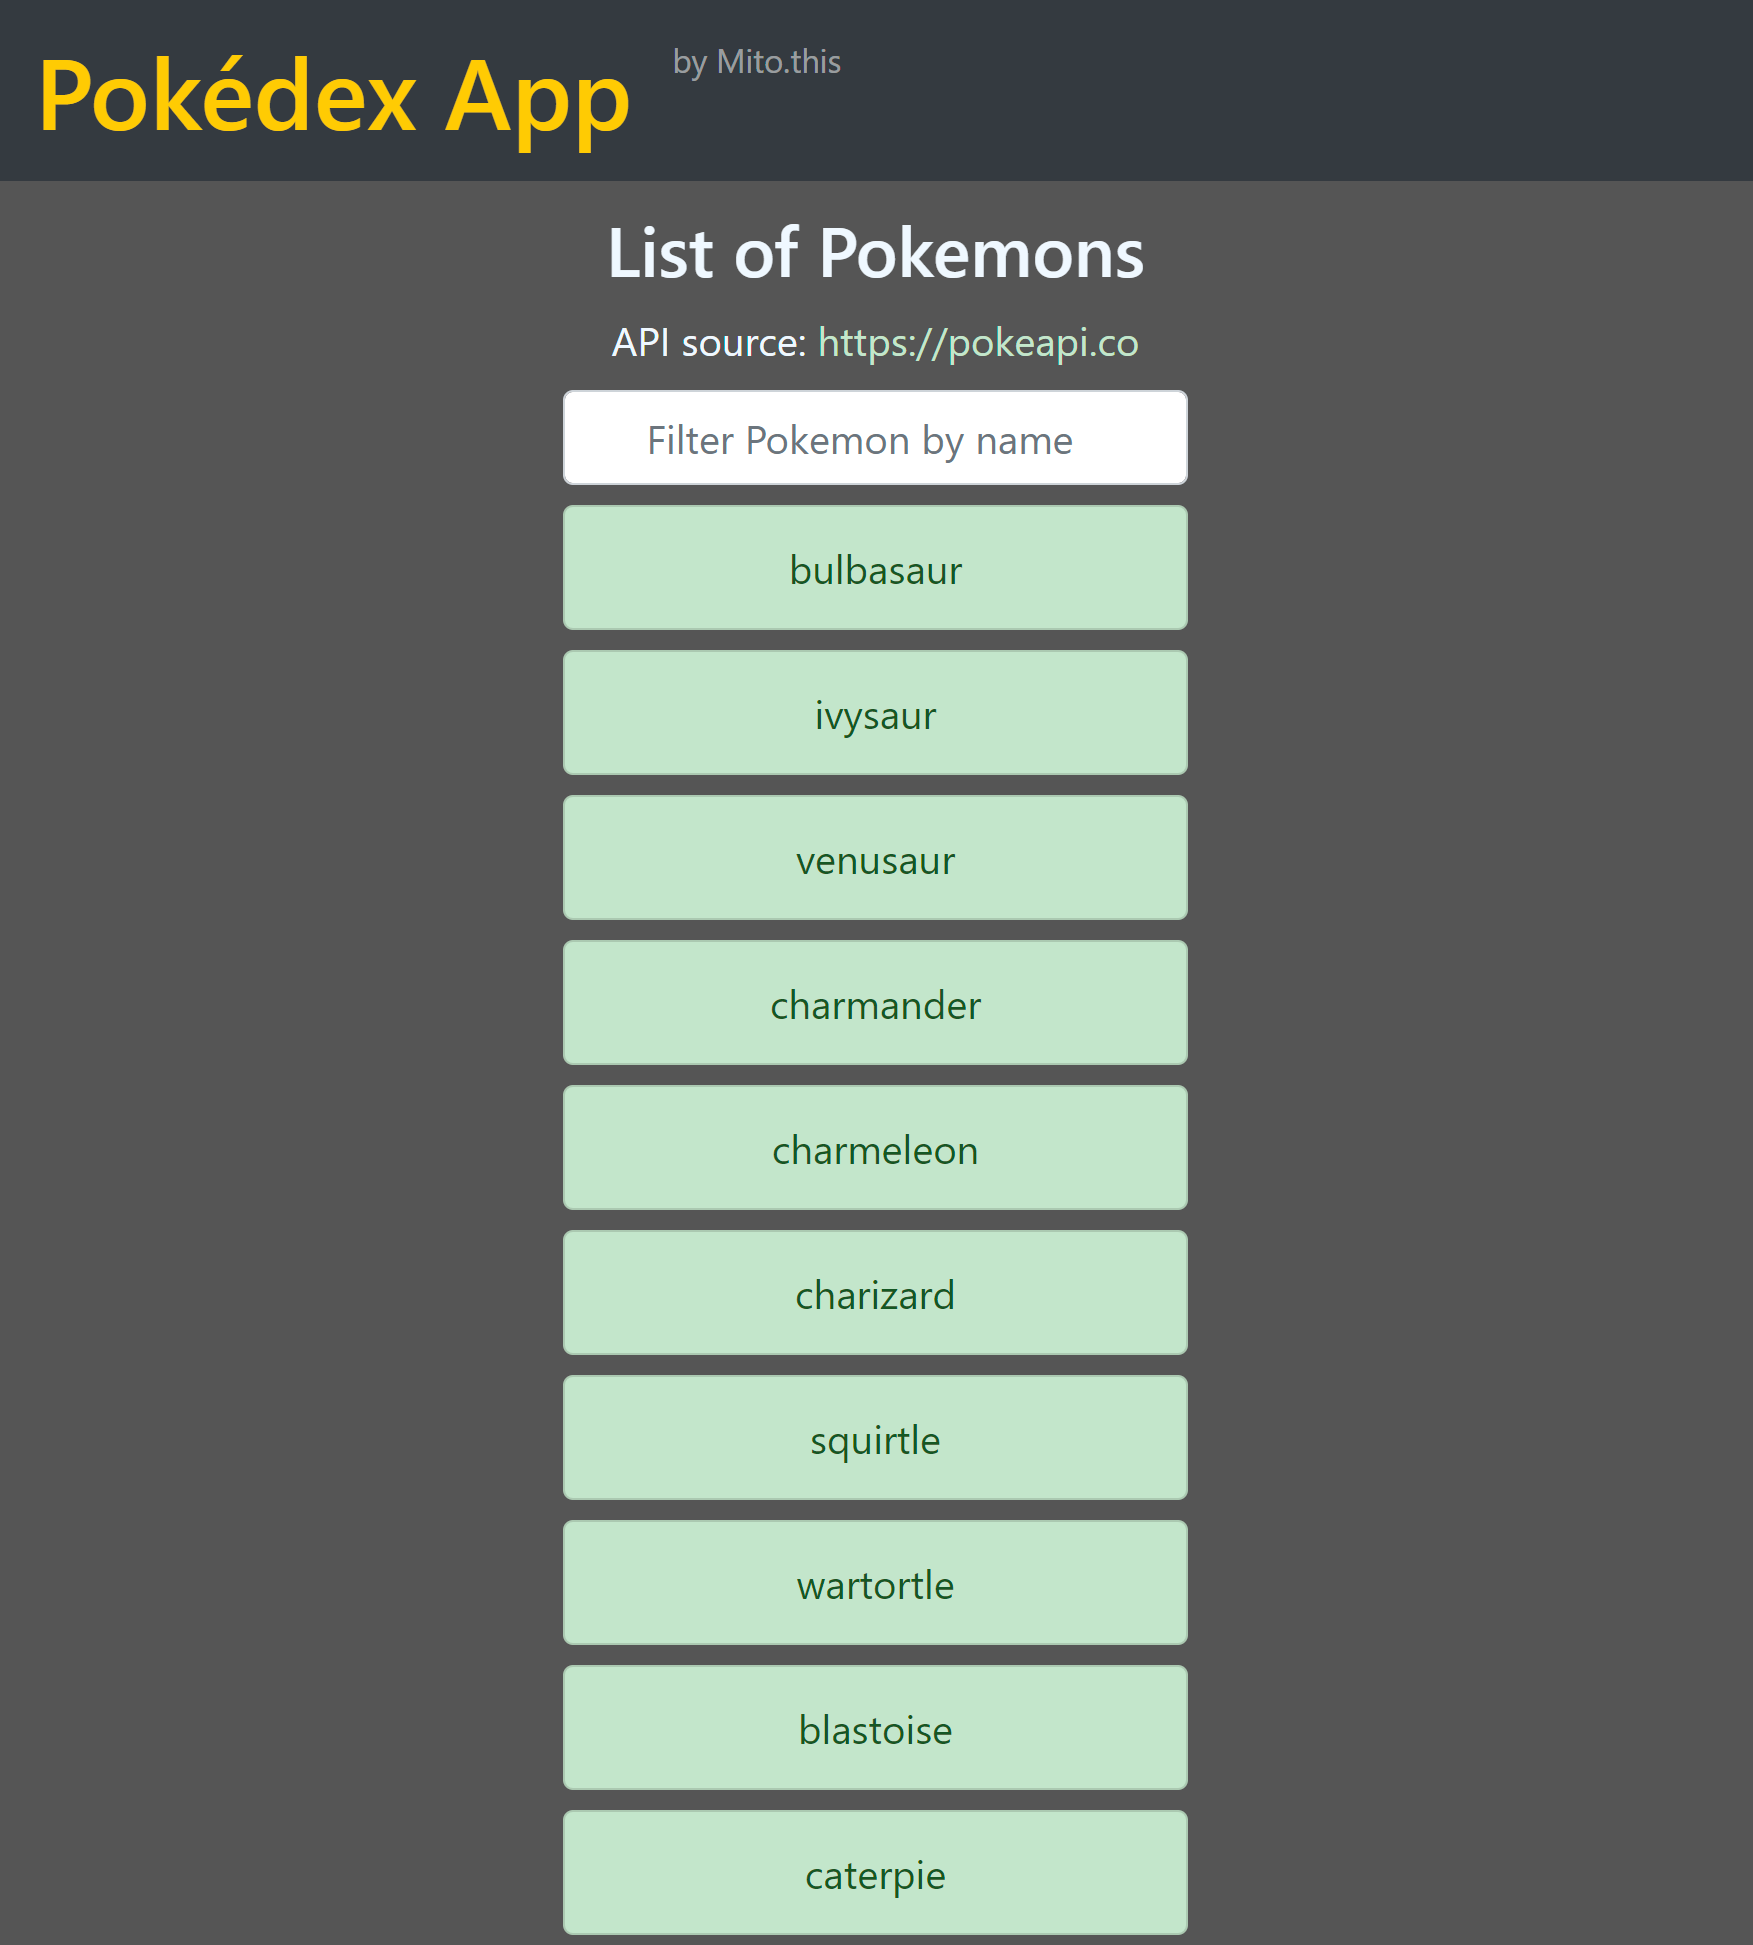 Pokédex App
by Mito.this
List of Pokemons
API source: https://pokeapi.co
Filter Pokemon by name
bulbasaur
ivysaur
venusaur
charmander
charmeleon
charizard
squirtle
wartortle
blastoise
caterpie